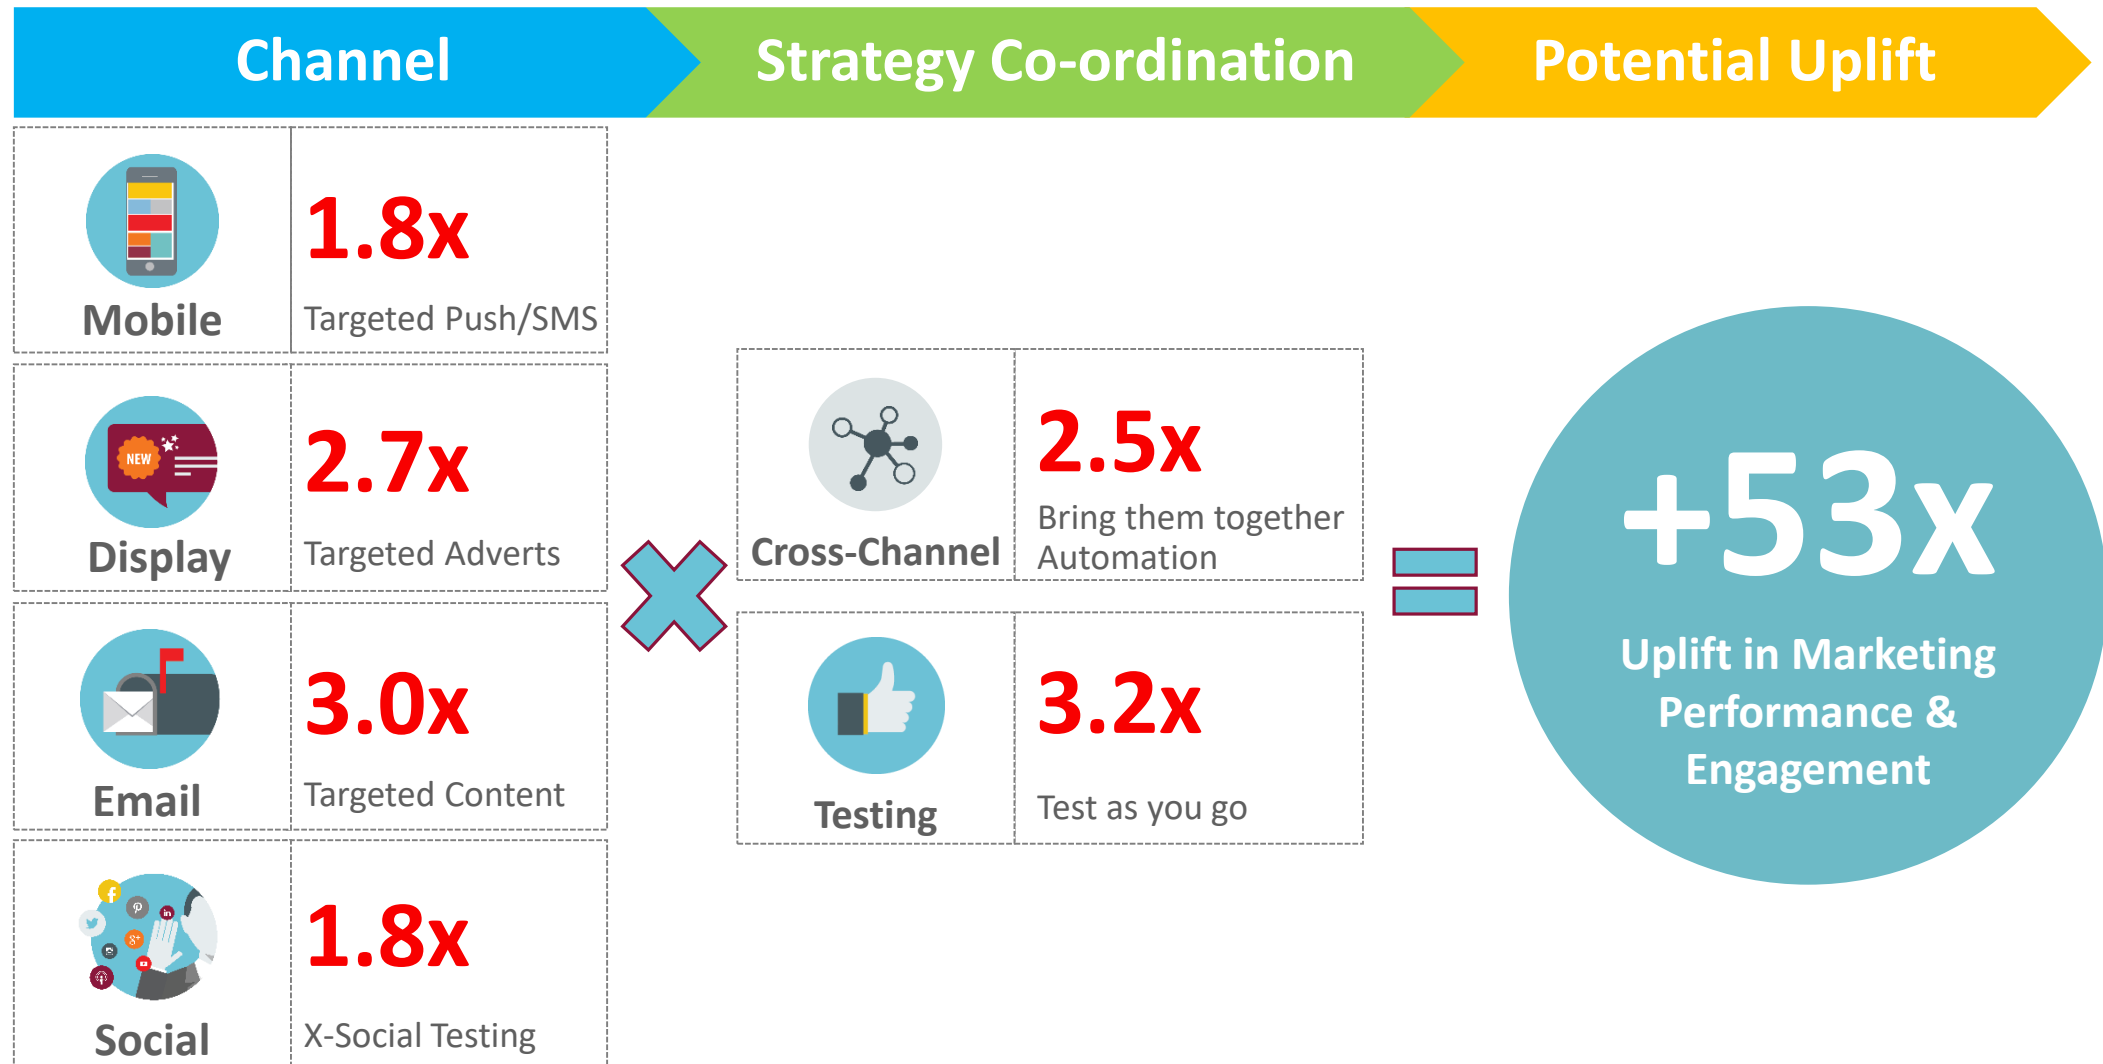 Channel
Strategy Co-ordination
Potential Uplift
Mobile
1.8x
Targeted Push/SMS
NEW
Display
2.7x
Targeted Adverts
Email
3.0x
Targeted Content
f
in
g+
Social
1.8x
X-Social Testing
Cross-Channel
2.5x
Bring them together
Automation
Testing
3.2x
Test as you go
+53x
Uplift in Marketing
Performance &
Engagement